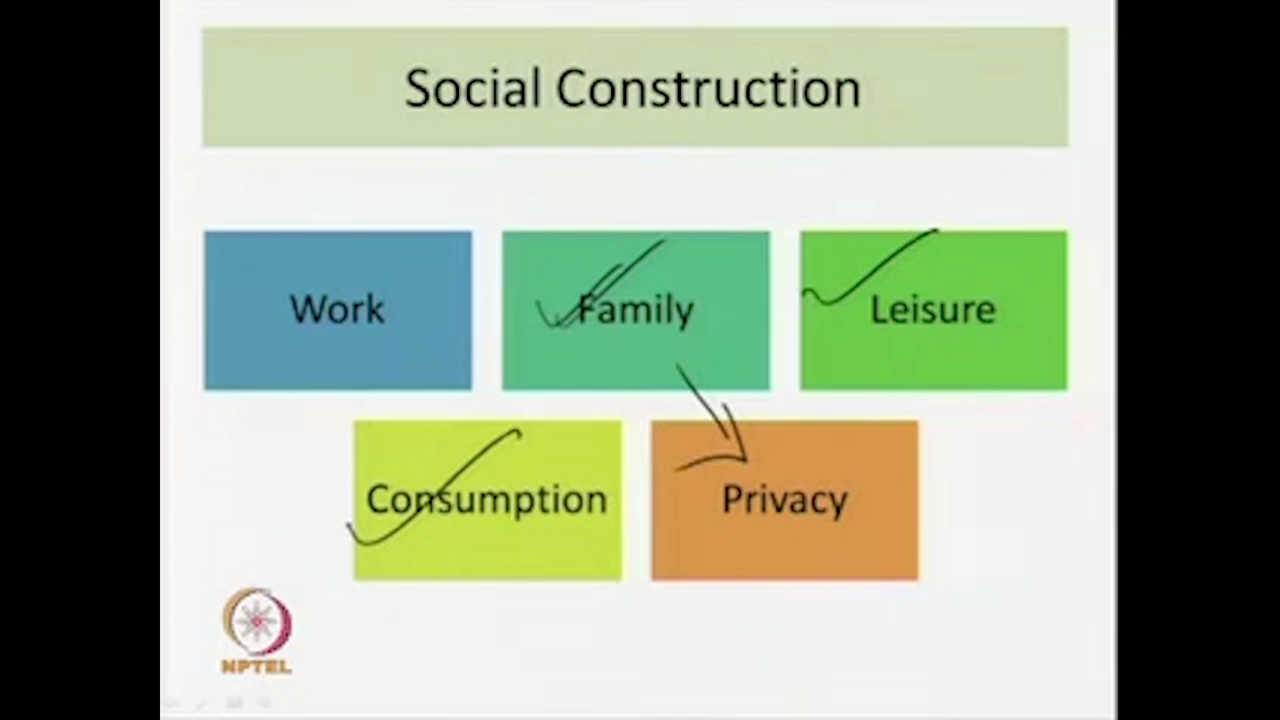 Social Construction
Work
Family
Leisure
Consumption
Privacy
NPTEL